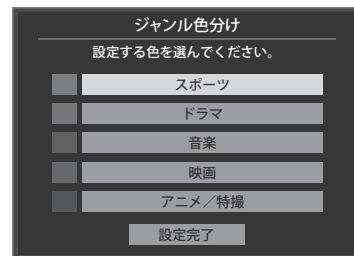 ジャンル色分け
設定する色を選んでください。
スポーツ
ドラマ
音楽
映画
アニメ／特撮
設定完了